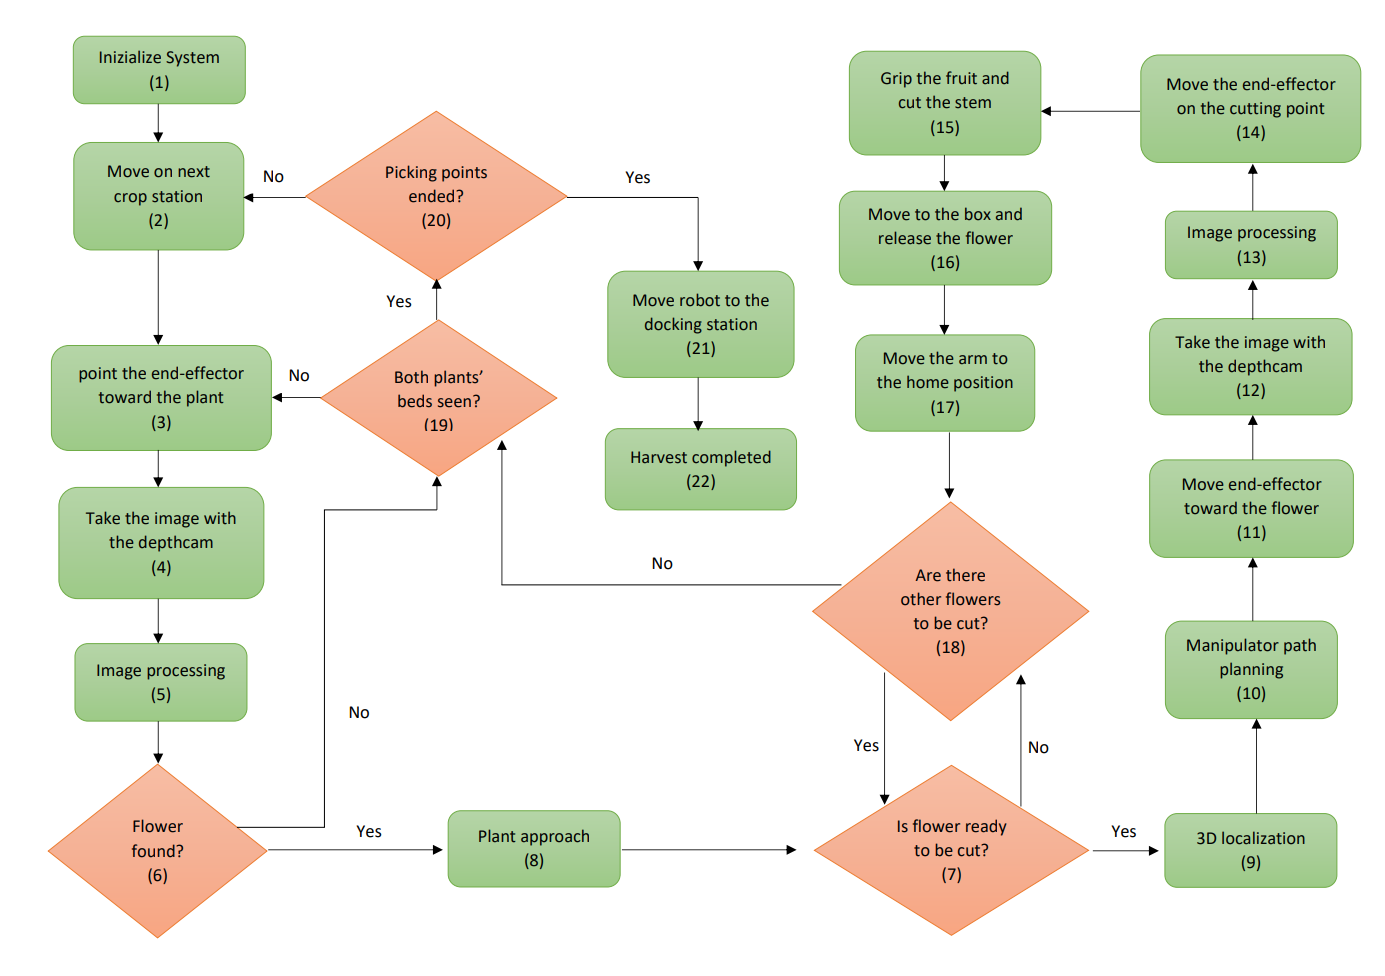 Inizialize System
(1)
Move on next
crop station
(2)
point the end-effector
toward the plant
(3)
Take the image with
the depthcam
(4)
Image processing
(5)
Flower
found?
(6)
No
Yes
Plant approach
(8)
Is flower ready
to be cut?
(7)
Yes
No
Yes
3D localization
(9)
Manipulator path
planning
(10)
Move end-effector
toward the flower
(11)
Take the image with
the depthcam
(12)
Image processing
(13)
Move the end-effector
on the cutting point
(14)
Grip the fruit and
cut the stem
(15)
Move to the box and
release the flower
(16)
Move the arm to
the home position
(17)
Are there
other flowers
to be cut?
(18)
No
Both plants’
beds seen?
(19)
No
Yes
Picking points
ended?
(20)
No
Yes
Move robot to the
docking station
(21)
Harvest completed
(22)